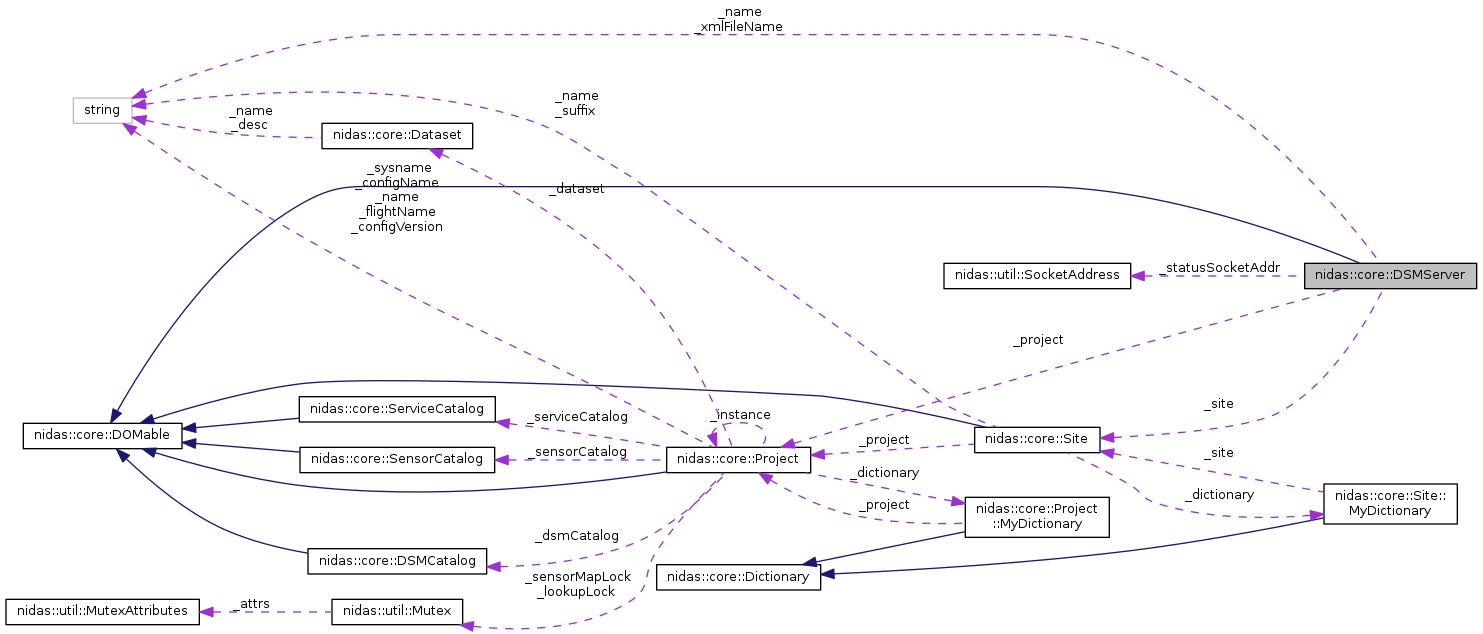 _name
_xmlFileName
string
_name
_desc
_name
_suffix
nidas::core::Dataset
_sysname
_configName
_name
_flightName
_configVersion
_dataset
nidas::util::SocketAddress
_statusSocketAddr
nidas::core::DSMServer
_project
nidas::core::ServiceCatalog
_serviceCatalog
_instance
_site
nidas::core::DOMable
nidas::core::Site
_project
nidas::core::SensorCatalog
_sensorCatalog
nidas::core::Project
_site
_dictionary
_dictionary
nidas::core::Site::
MyDictionary
_project
nidas::core::Project
::MyDictionary
_dsmCatalog
nidas::core::DSMCatalog
_sensorMapLock
_lookupLock
nidas::core::Dictionary
nidas::util::MutexAttributes
_attrs
nidas::util::Mutex